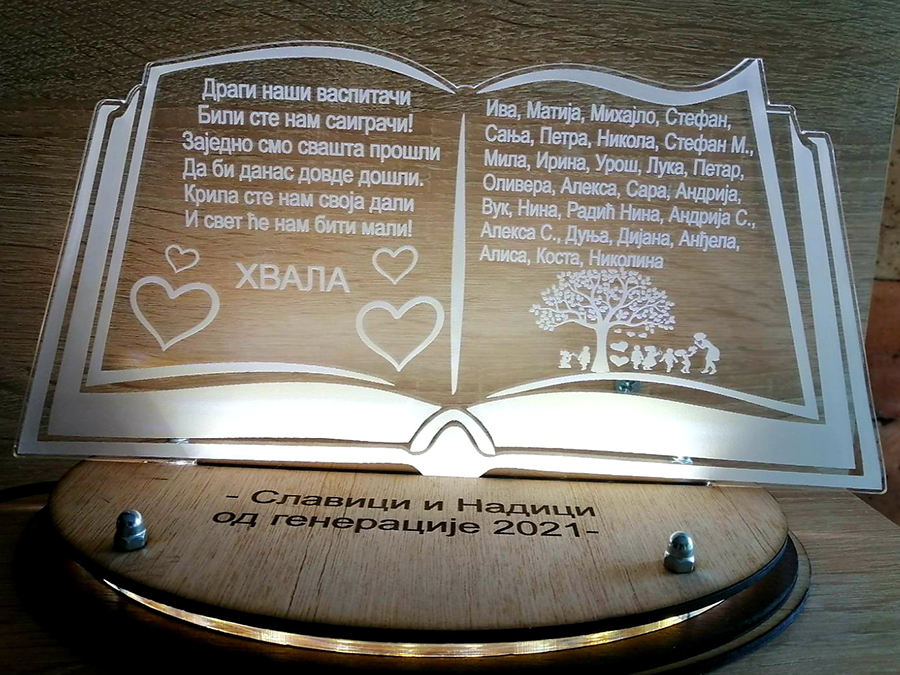 Драги наши васпитачи
Били сте нам саиграчи!
Заједно смо свашта прошли
Да би данас довде дошли.
Крила сте нам своја дали
И свет ће нам бити мали!
ХВАЛА
Ива, Матија, Михајло, Стефан,
Сања, Петра, Никола, Стефан М.,
Мила, Ирина, Урош, Лука, Петар,
Оливера, Алекса, Сара, Андрија,
Вук, Нина, Радић Нина, Андрија С.,
Алекса С., Дуња, Дијана, Анђела,
Алиса, Коста, Николина
- Славици и Надици
од генерације 2021-